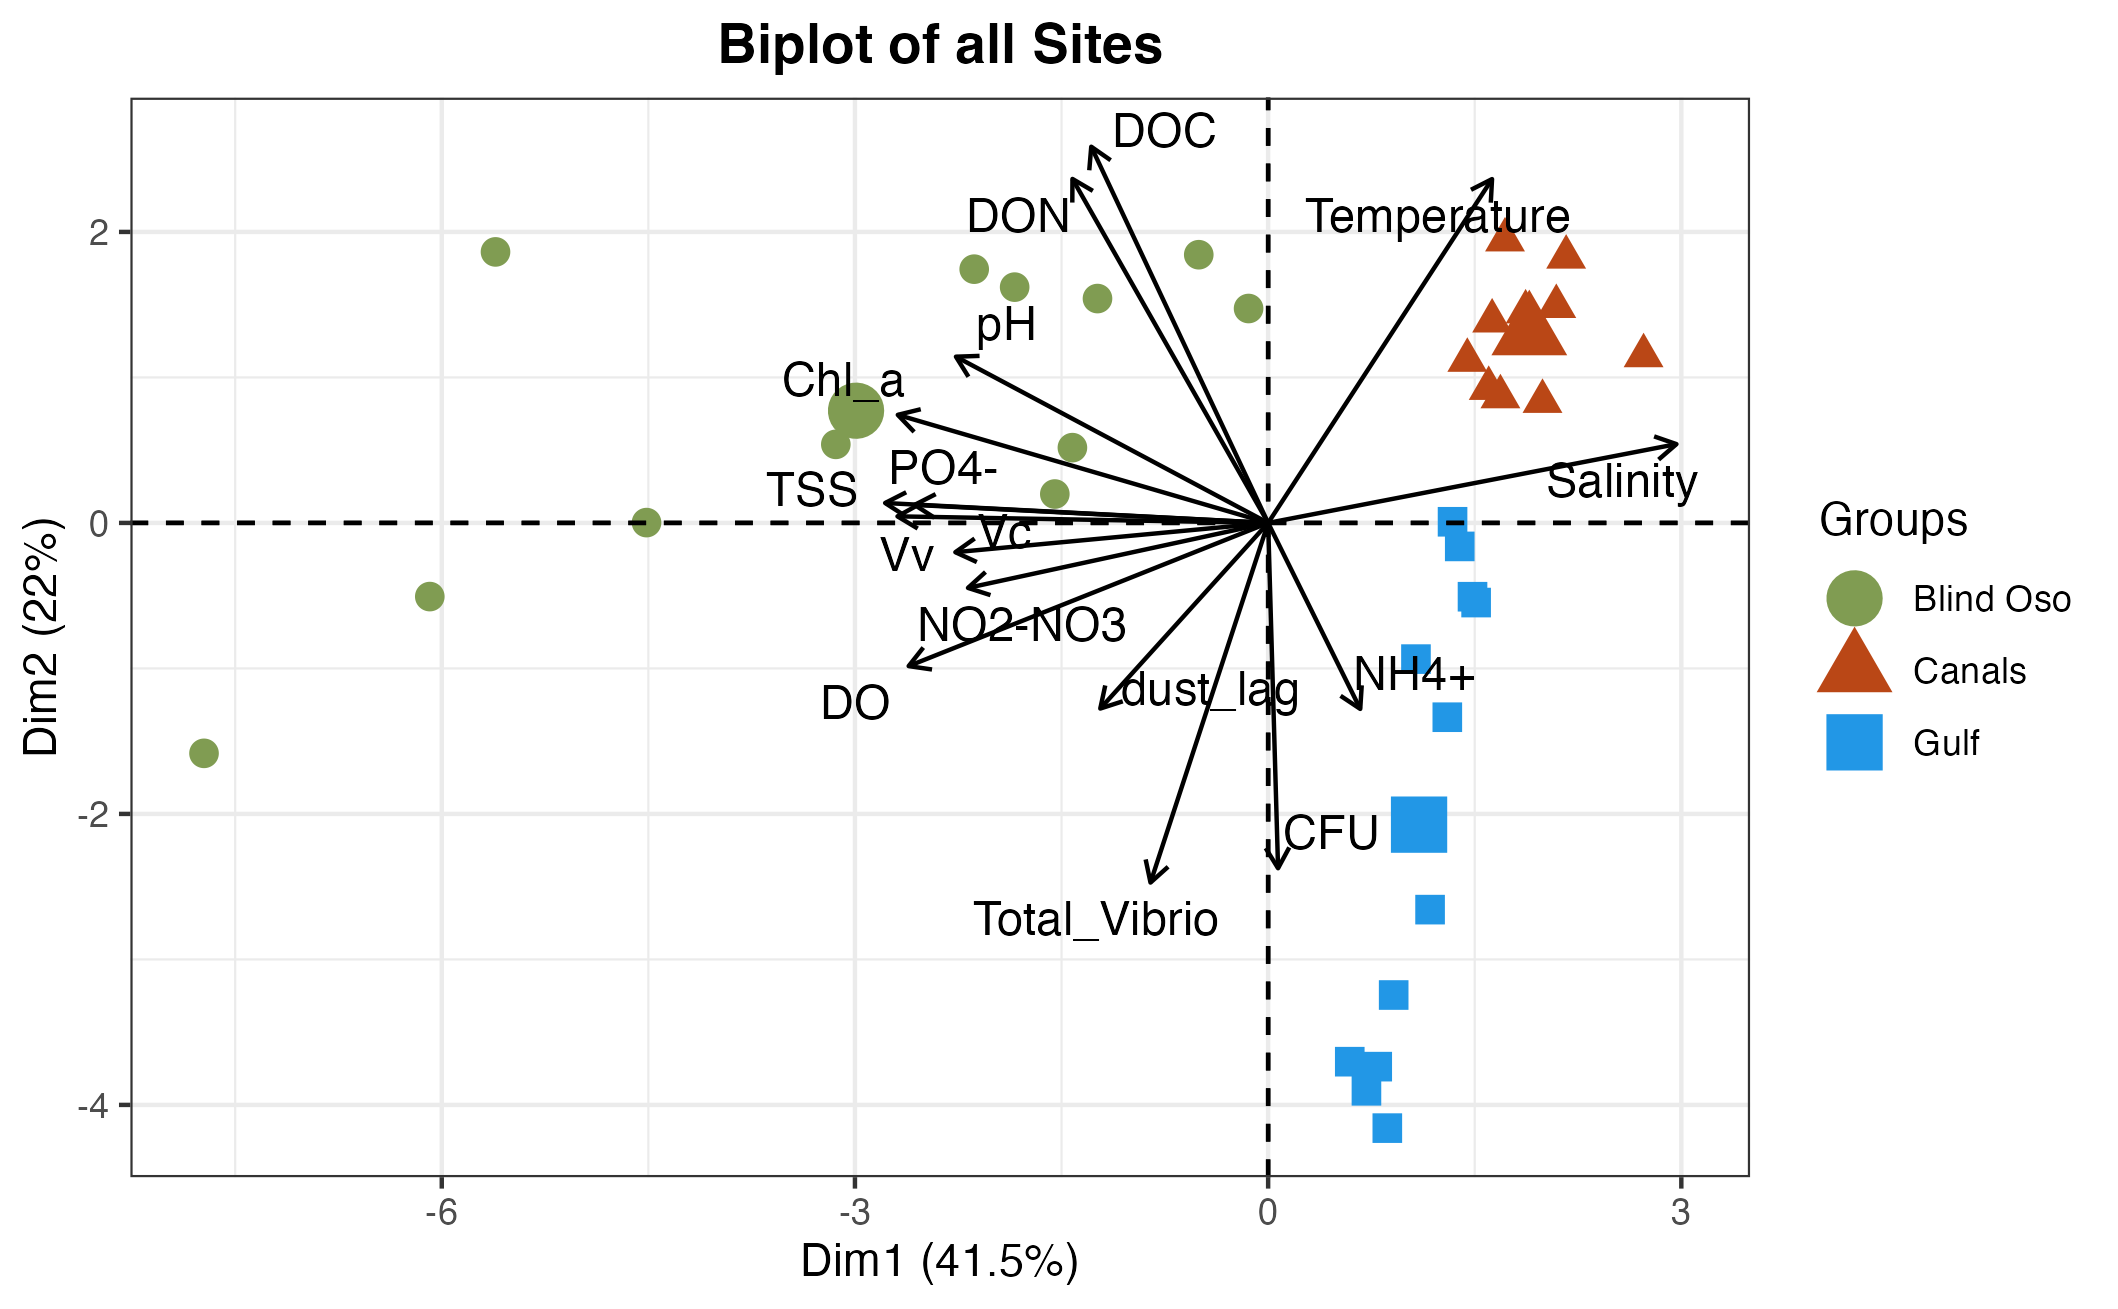 Biplot of all Sites
DOC
DON
Temperature
pH
Chl_a
PO4-
TSS
Salinity
Vc
Vv
NO2-NO3
DO
dust_lag
NH4+
CFU
Total_Vibrio
2
0
-2
-4
Dim2 (22%)
-6
-3
0
3
Dim1 (41.5%)
Groups
Blind Oso
Canals
Gulf